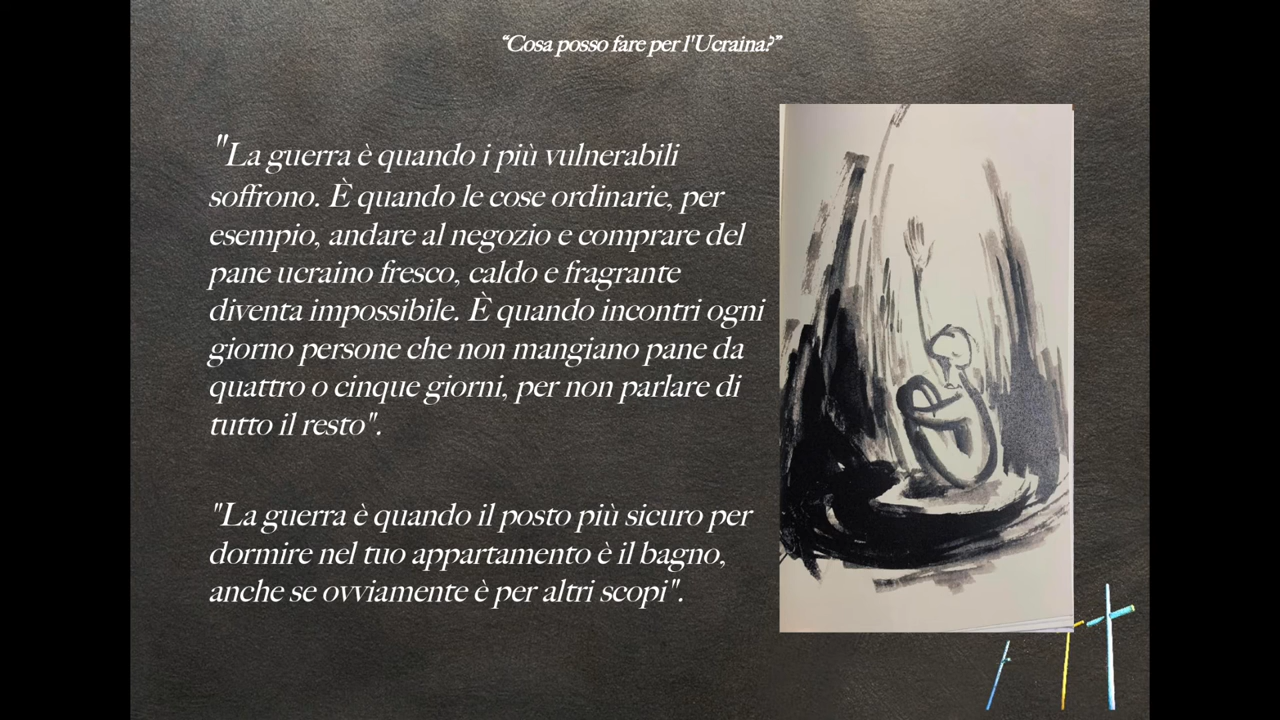 “Cosa posso fare per l'Ucraina?”
"La guerra è quando i più vulnerabili
soffrono. È quando le cose ordinarie, per
esempio, andare al negozio e comprare del
pane ucraino fresco, caldo e fragrante
diventa impossibile. È quando incontri ogni
giorno persone che non mangiano pane da
quattro o cinque giorni, per non parlare di
tutto il resto".
"La guerra è quando il posto più sicuro per
dormire nel tuo appartamento è il bagno,
anche se ovviamente è per altri scopi".